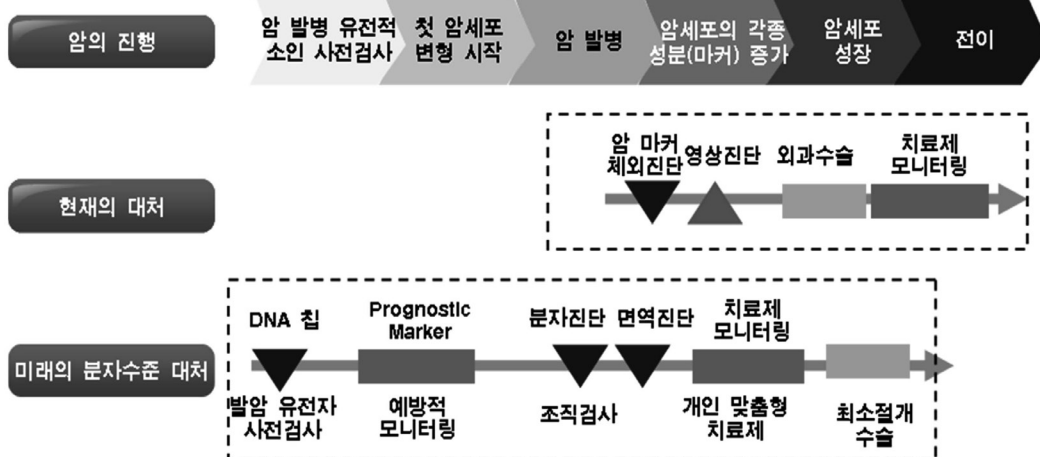 암의 진행
암 발병 유전적
소인 사전검사
첫 암세포
변형 시작
암 발병
암세포의 각종
성분(마커) 증가
암세포
성장
전이
현재의 대처
암 마커
체외진단
영상진단
외과수술
치료제
모니터링
미래의 분자수준 대처
DNA 칩
Prognostic
Marker
분자진단
면역진단
치료제
모니터링
발암 유전자
사전검사
예방적
모니터링
조직검사
개인 맞춤형
치료제
최소절개
수술